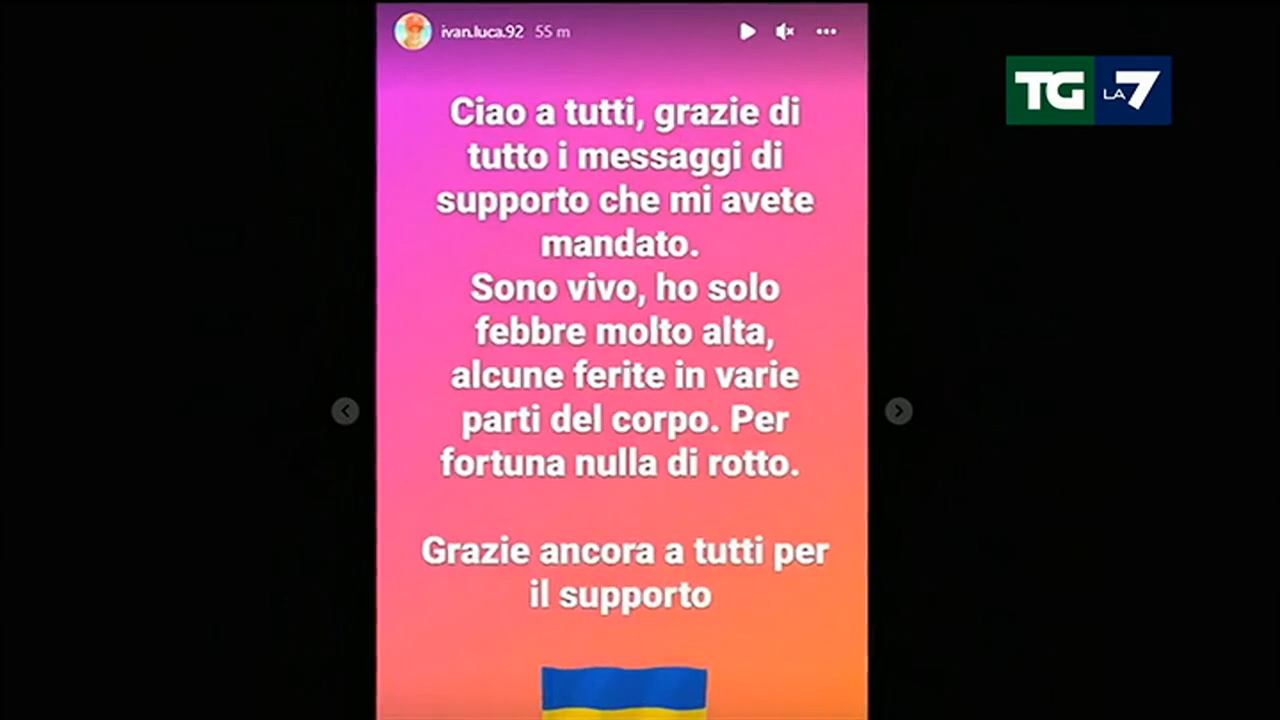 ivan.luca.92 55 m
TG LA7
Ciao a tutti, grazie di
tutto i messaggi di
supporto che mi avete
mandato.
Sono vivo, ho solo
febbre molto alta,
alcune ferite in varie
parti del corpo. Per
fortuna nulla di rotto.
Grazie ancora a tutti per
il supporto